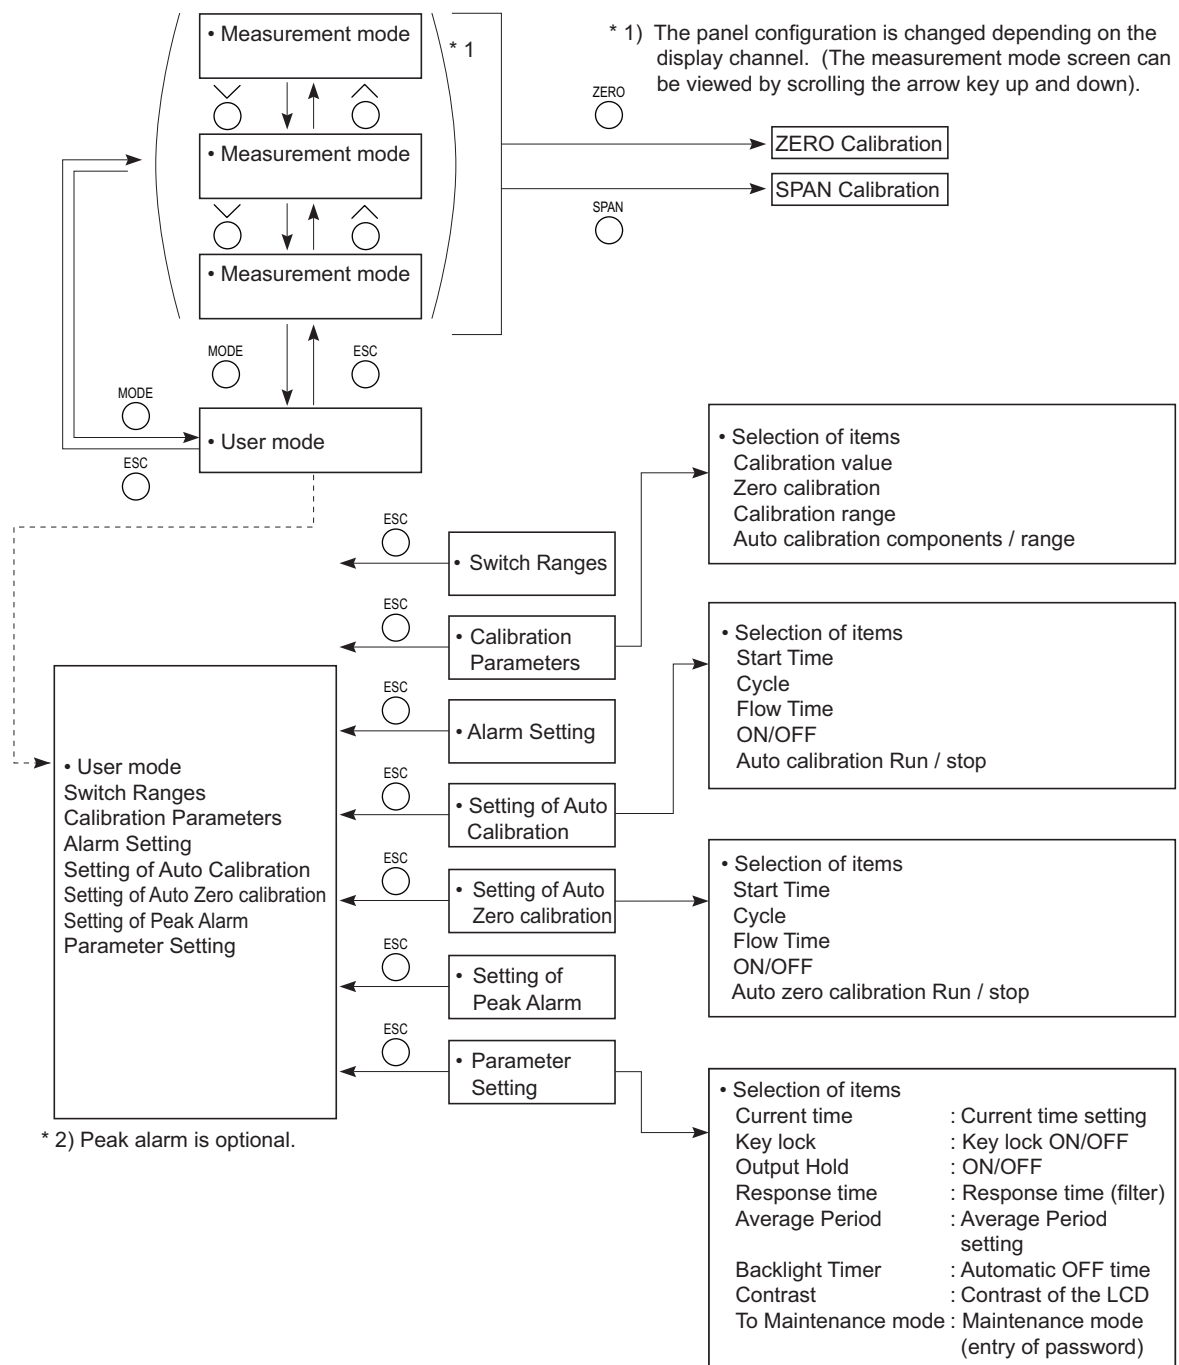 • Measurement mode
* 1
* 1) The panel configuration is changed depending on the
display channel. (The measurement mode screen can
be viewed by scrolling the arrow key up and down).
ZERO
ZERO Calibration
• Measurement mode
SPAN Calibration
SPAN
• Measurement mode
MODE
ESC
MODE
• User mode
ESC
• Selection of items
Calibration value
Zero calibration
Calibration range
Auto calibration components / range
ESC
• Switch Ranges
ESC
• Calibration
Parameters
• Selection of items
Start Time
Cycle
Flow Time
ON/OFF
Auto calibration Run / stop
ESC
• Alarm Setting
ESC
• Setting of Auto
Calibration
• User mode
Switch Ranges
Calibration Parameters
Alarm Setting
Setting of Auto Calibration
Setting of Auto Zero calibration
Setting of Peak Alarm
Parameter Setting
ESC
• Setting of Auto
Zero calibration
• Selection of items
Start Time
Cycle
Flow Time
ON/OFF
Auto zero calibration Run / stop
ESC
• Setting of
Peak Alarm
ESC
• Parameter
Setting
• Selection of items
Current time : Current time setting
Key lock : Key lock ON/OFF
Output Hold : ON/OFF
Response time : Response time (filter)
Average Period : Average Period
setting
Backlight Timer : Automatic OFF time
Contrast : Contrast of the LCD
To Maintenance mode : Maintenance mode
(entry of password)
* 2) Peak alarm is optional.